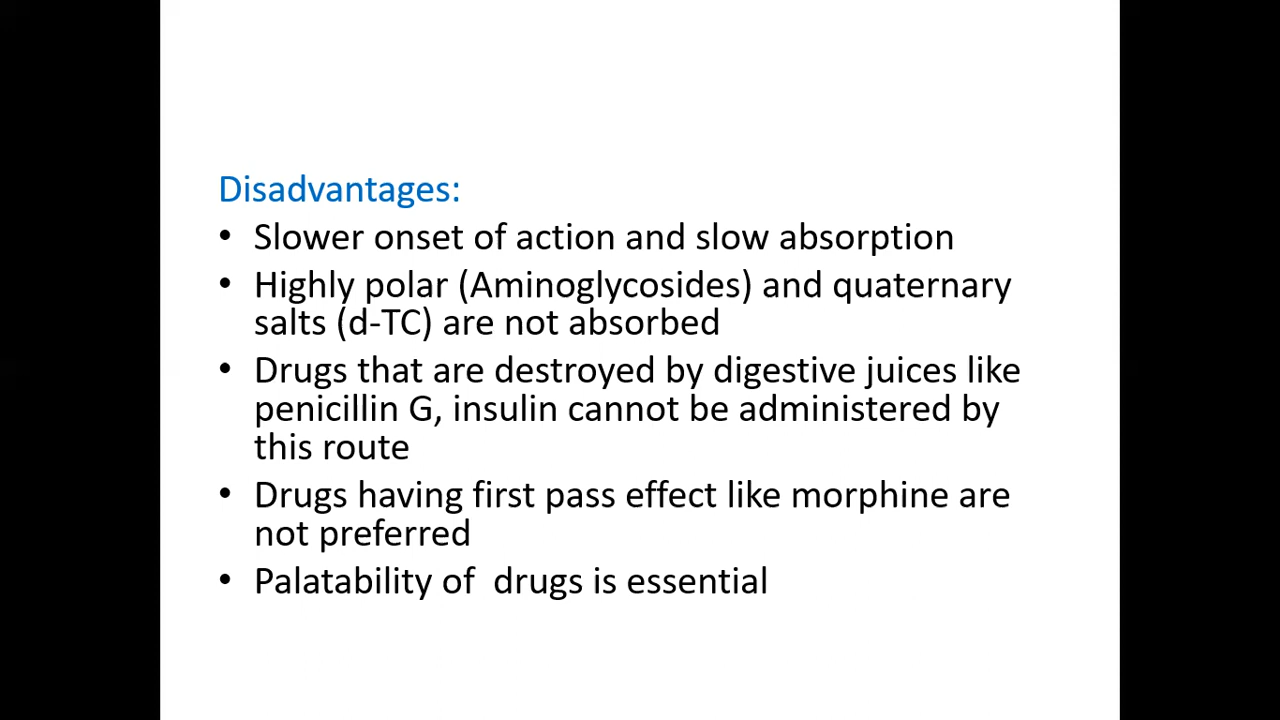 Disadvantages:
• Slower onset of action and slow absorption
• Highly polar (Aminoglycosides) and quaternary
salts (d-TC) are not absorbed
• Drugs that are destroyed by digestive juices like
penicillin G, insulin cannot be administered by
this route
• Drugs having first pass effect like morphine are
not preferred
• Palatability of  drugs is essential